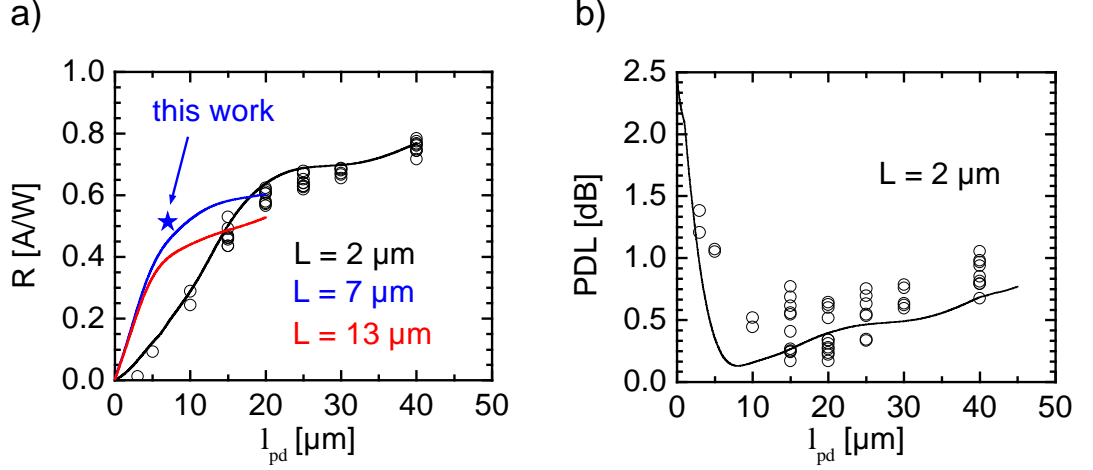 a)
R [A/W]
1.0
0.8
0.6
0.4
0.2
0.0
this work
L = 2 µm
L = 7 µm
L = 13 µm
0 10 20 30 40 50
l_pd [µm]
b)
PDL [dB]
2.5
2.0
1.5
1.0
0.5
0.0
L = 2 µm
0 10 20 30 40 50
l_pd [µm]